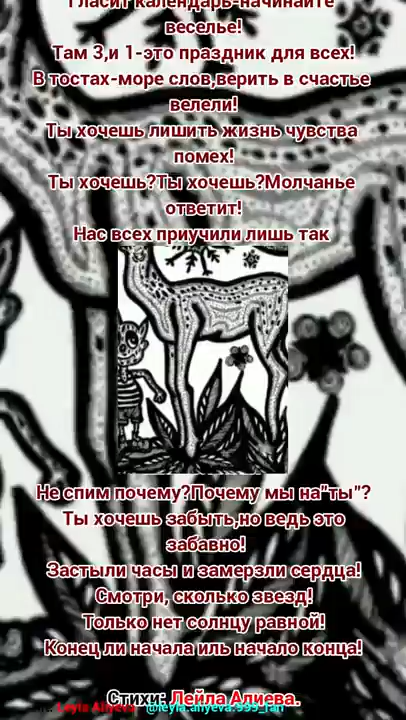 Гласит календарь-начинайте
веселье!
Там 3,и 1-это праздник для всех!
В тостах-море слов,верить в счастье
велели!
Ты хочешь лишить жизнь чувства
помех!
Ты хочешь?Ты хочешь?Молчанье
ответит!
Нас всех приучили лишь так
Не спим почему?Почему мы на"ты"?
Ты хочешь забыть,но ведь это
забавно!
Застыли часы и замерзли сердца!
Смотри, сколько звезд!
Только нет солнцу равной!
Конец ли начала иль начало конца!
Стихи: Лейла Алиева.
Leyla Aliyeva @leyla.aliyeva.999_fan